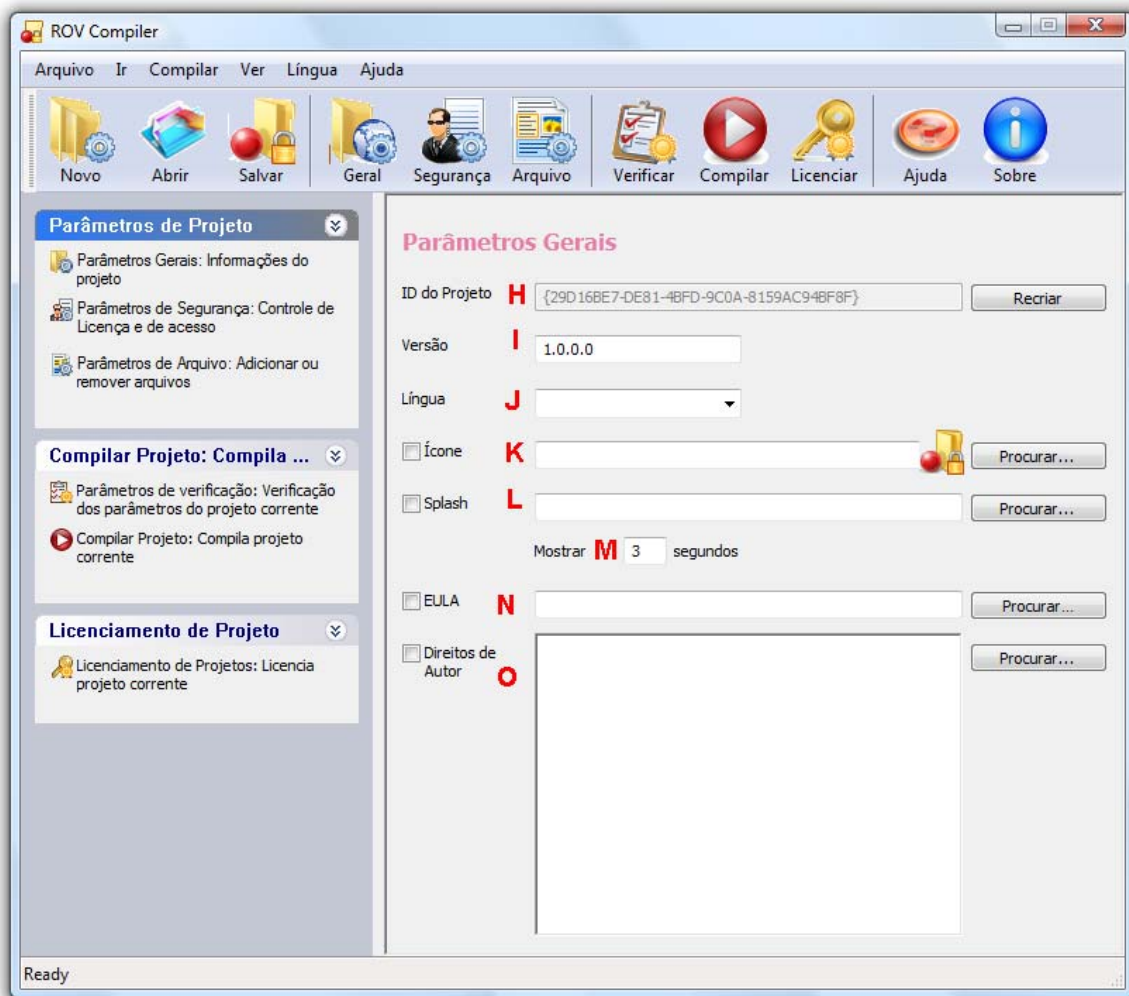 ROV Compiler
Arquivo Ir Compilar Ver Língua Ajuda
Novo Abrir Salvar Geral Segurança Arquivo Verificar Compilar Licenciar Ajuda Sobre
Parâmetros de Projeto
Parâmetros Gerais: Informações do
projeto
Parâmetros de Segurança: Controle de
Licença e de acesso
Parâmetros de Arquivo: Adicionar ou
remover arquivos
Compilar Projeto: Compila ...
Parâmetros de verificação: Verificação
dos parâmetros do projeto corrente
Compilar Projeto: Compila projeto
corrente
Licenciamento de Projeto
Licenciamento de Projetos: Licencia
projeto corrente
Parâmetros Gerais
ID do Projeto H {29D16BE7-DE81-4BFD-9C0A-8159AC94BF8F} Recriar
Versão I 1.0.0.0
Língua J
Ícone K Procurar...
Splash L Procurar...
Mostrar M 3 segundos
EULA N Procurar...
Direitos de
Autor O Procurar...
Ready